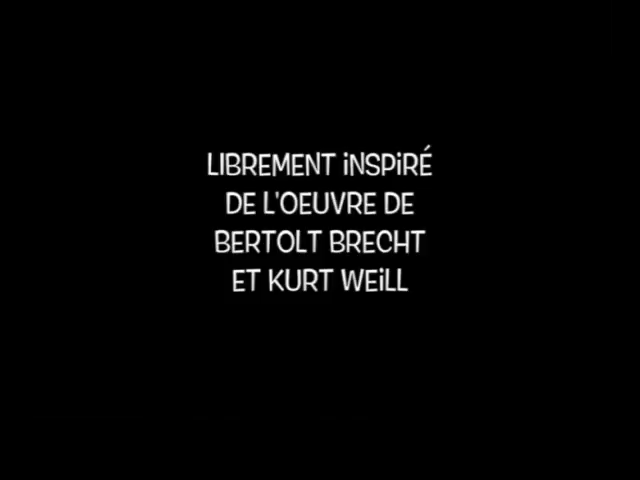 LIBREMENT iNSPiRÉ
DE L'OEUVRE DE
BERTOLT BRECHT
ET KURT WEiLL